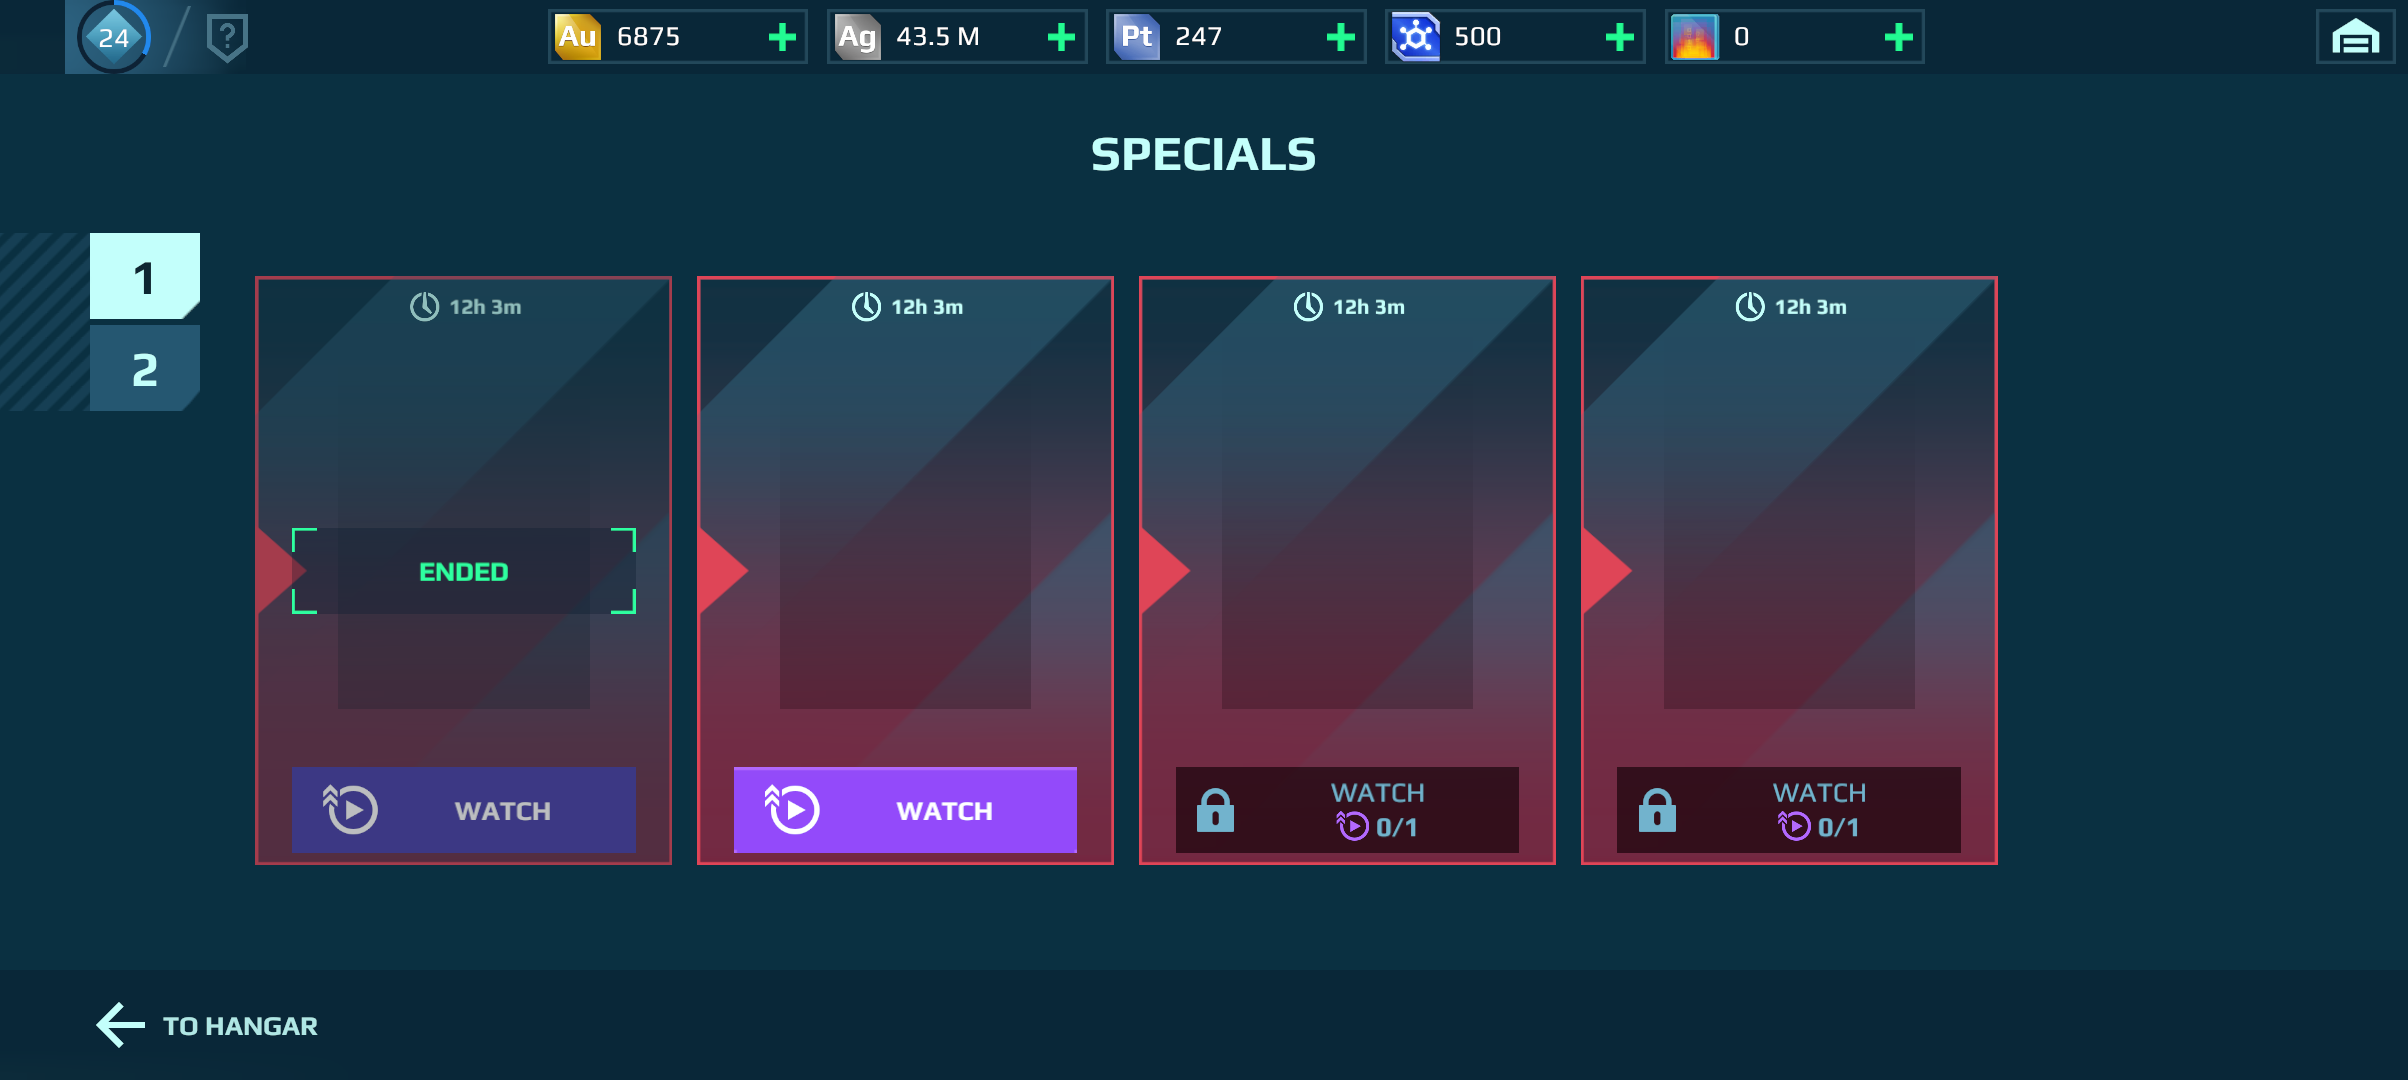 24
?
Au 6875
Ag 43.5 M
Pt 247
500
0
SPECIALS
1
2
12h 3m
ENDED
WATCH
12h 3m
WATCH
12h 3m
WATCH
0/1
12h 3m
WATCH
0/1
TO HANGAR